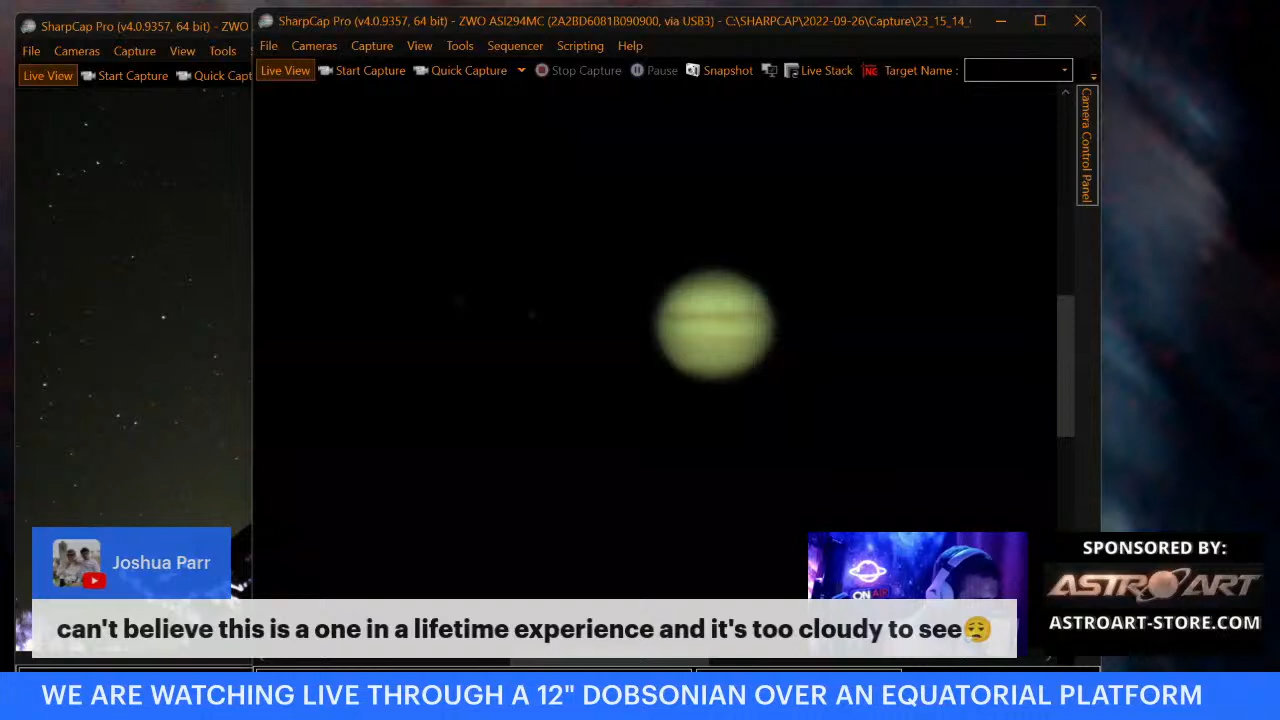 SharpCap Pro (v4.0.9357, 64 bit) - ZWO
File Cameras Capture View Tools
Live View Start Capture Quick Capt
SharpCap Pro (v4.0.9357, 64 bit) - ZWO ASI294MC (2A2BD6081B090900, via USB3) - C:\SHARPCAP\2022-09-26\Capture\23_15_14_
File Cameras Capture View Tools Sequencer Scripting Help
Live View Start Capture Quick Capture Stop Capture Pause Snapshot Live Stack Target Name :
Camera Control Panel
Joshua Parr
can't believe this is a one in a lifetime experience and it's too cloudy to see😧
ON AIR
SPONSORED BY:
ASTROART
ASTROART-STORE.COM
WE ARE WATCHING LIVE THROUGH A 12" DOBSONIAN OVER AN EQUATORIAL PLATFORM